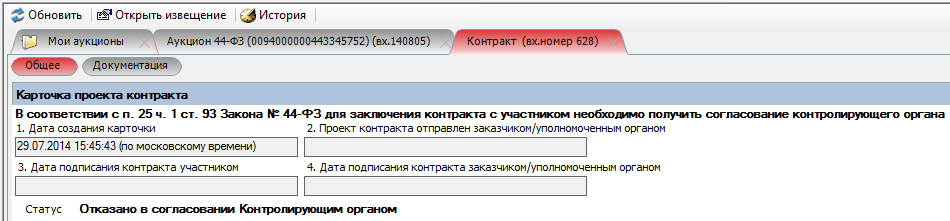 Обновить Открыть извещение История
Мои аукционы Аукцион 44-ФЗ (0094000000443345752) (вх.140805) Контракт (вх.номер 628)
Общее Документация
Карточка проекта контракта
В соответствии с п. 25 ч. 1 ст. 93 Закона № 44-ФЗ для заключения контракта с участником необходимо получить согласование контролирующего органа
1. Дата создания карточки 2. Проект контракта отправлен заказчиком/уполномоченным органом
29.07.2014 15:45:43 (по московскому времени)
3. Дата подписания контракта участником 4. Дата подписания контракта заказчиком/уполномоченным органом
Статус Отказано в согласовании Контролирующим органом